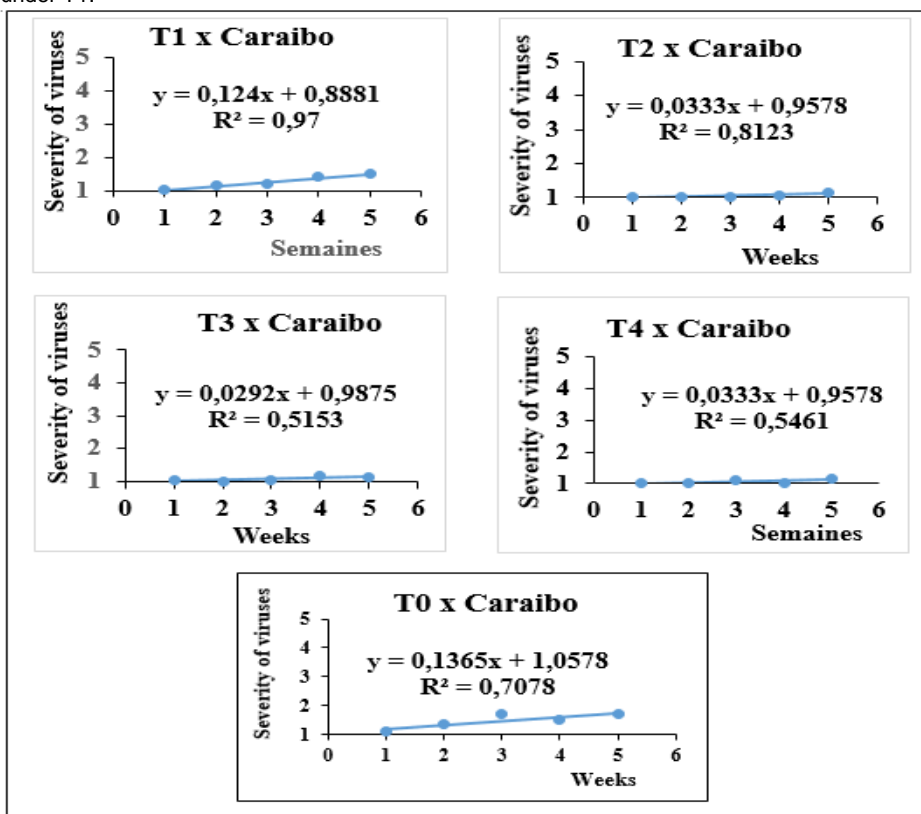 under T4.
T1 x Caraibo
Severity of viruses
5
4
3
2
1
y = 0,124x + 0,8881
R² = 0,97
0 1 2 3 4 5 6
Semaines
T2 x Caraibo
Severity of viruses
5
4
3
2
1
y = 0,0333x + 0,9578
R² = 0,8123
0 1 2 3 4 5 6
Weeks
T3 x Caraibo
Severity of viruses
5
4
3
2
1
y = 0,0292x + 0,9875
R² = 0,5153
0 1 2 3 4 5 6
Weeks
T4 x Caraibo
Severity of viruses
5
4
3
2
1
y = 0,0333x + 0,9578
R² = 0,5461
0 1 2 3 4 5 6
Semaines
T0 x Caraibo
Severity of viruses
5
4
3
2
1
y = 0,1365x + 1,0578
R² = 0,7078
0 1 2 3 4 5 6
Weeks